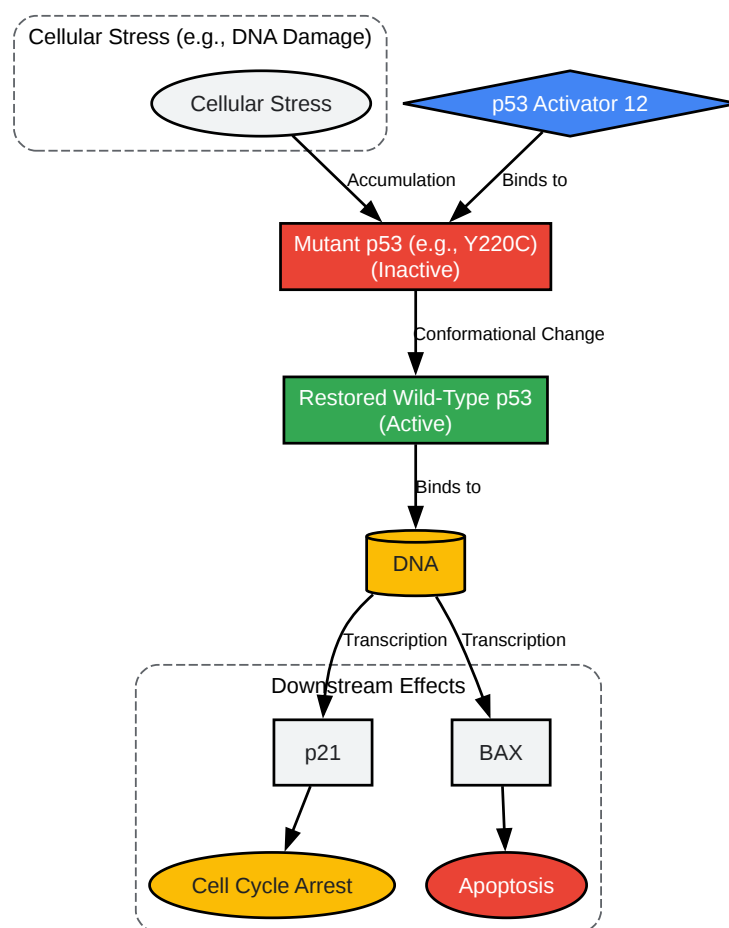 Cellular Stress (e.g., DNA Damage)
Cellular Stress
p53 Activator 12
Accumulation
Binds to
Mutant p53 (e.g., Y220C)
(Inactive)
Conformational Change
Restored Wild-Type p53
(Active)
Binds to
DNA
Transcription
Transcription
Downstream Effects
p21
BAX
Cell Cycle Arrest
Apoptosis